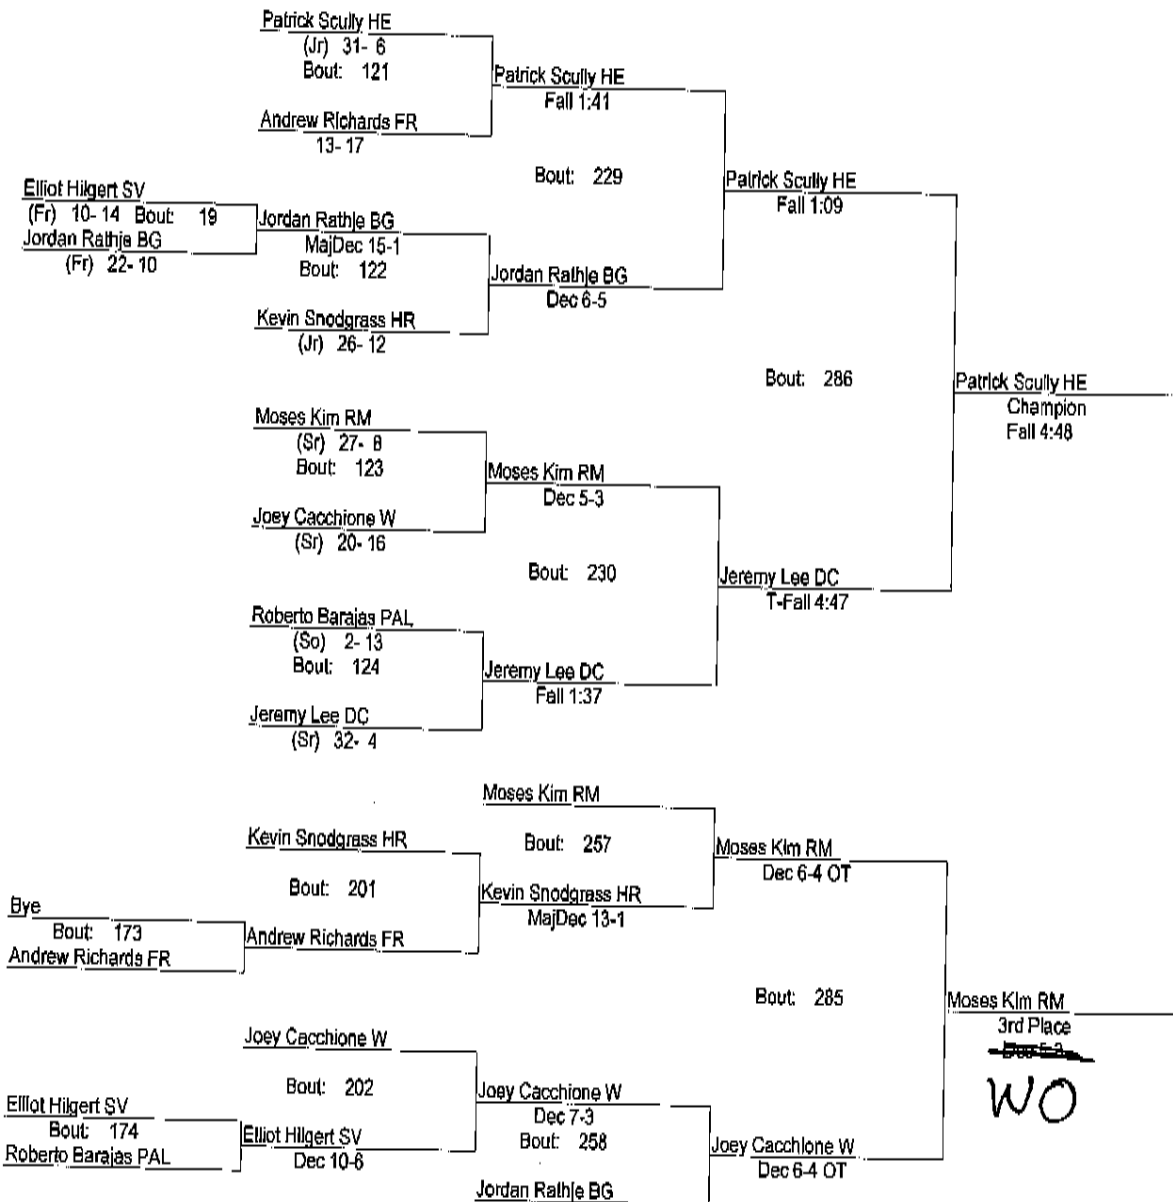 Patrick Scully HE
(Jr) 31- 6
Bout: 121
Patrick Scully HE
Fall 1:41
Andrew Richards FR
13- 17
Bout: 229
Patrick Scully HE
Fall 1:09
Elliot Hilgert SV
(Fr) 10- 14 Bout: 19
Jordan Rathje BG
(Fr) 22- 10
Jordan Rathje BG
MajDec 15-1
Bout: 122
Jordan Rathje BG
Dec 6-5
Kevin Snodgrass HR
(Jr) 26- 12
Bout: 286
Patrick Scully HE
Champion
Fall 4:48
Moses Kim RM
(Sr) 27- 8
Bout: 123
Moses Kim RM
Dec 5-3
Joey Cacchione W
(Sr) 20- 16
Bout: 230
Jeremy Lee DC
T-Fall 4:47
Roberto Barajas PAL
(So) 2- 13
Bout: 124
Jeremy Lee DC
Fall 1:37
Jeremy Lee DC
(Sr) 32- 4
Moses Kim RM
Kevin Snodgrass HR
Bout: 257
Moses Kim RM
Dec 6-4 OT
Bout: 201
Kevin Snodgrass HR
MajDec 13-1
Bye
Bout: 173
Andrew Richards FR
Andrew Richards FR
Bout: 285
Moses Kim RM
3rd Place
WO
Joey Cacchione W
Bout: 202
Joey Cacchione W
Dec 7-3
Bout: 258
Elliot Hilgert SV
Bout: 174
Roberto Barajas PAL
Elliot Hilgert SV
Dec 10-6
Joey Cacchione W
Dec 6-4 OT
Jordan Rathje BG